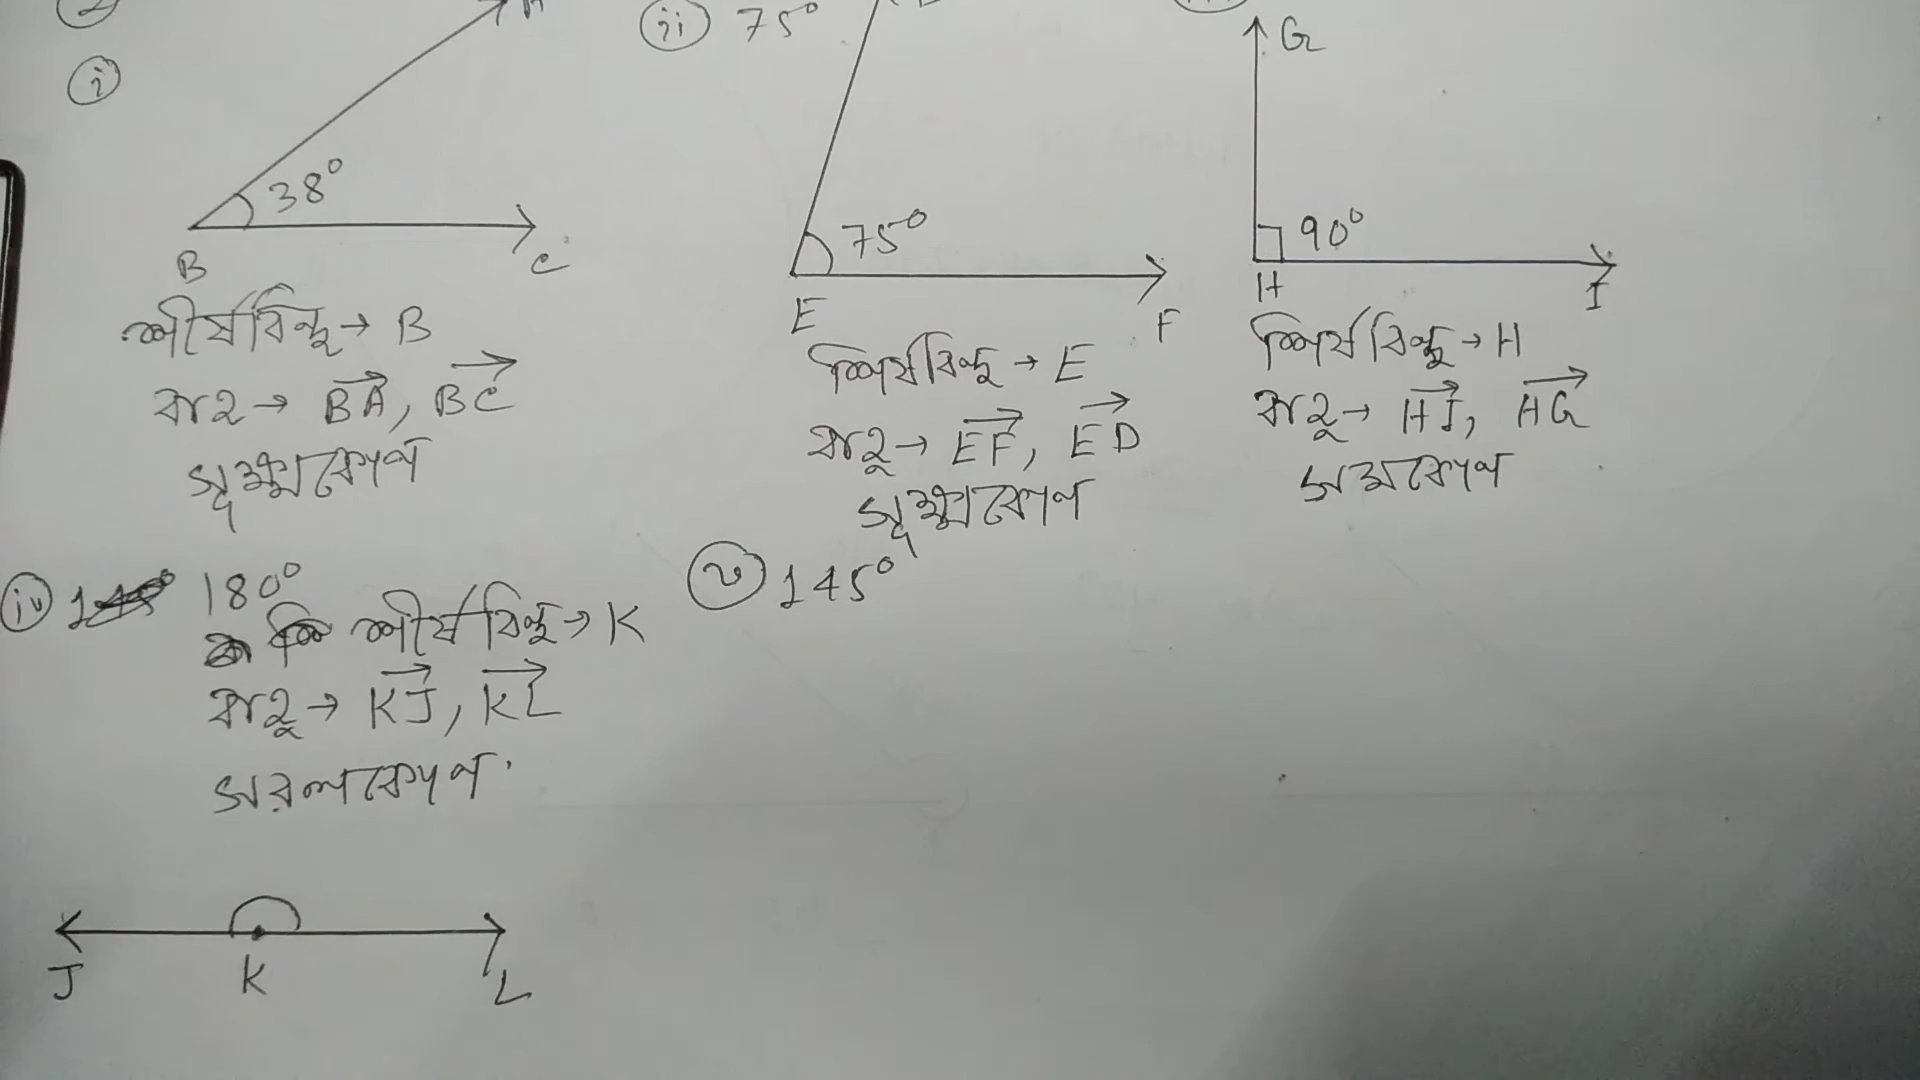 i
A
38°
B
C
শীর্ষবিন্দু → B
বাহু → BA, BC
সূক্ষ্মকোণ
ii 75°
75°
E
F
শির্ষবিন্দু → E
বাহু → EF, ED
সূক্ষ্মকোণ
G
90°
H
I
শির্ষবিন্দু → H
বাহু → HI, HG
সমকোণ
iv 180°
শীর্ষবিন্দু → K
বাহু → KJ, KL
সরলকোণ
J
K
L
v 145°